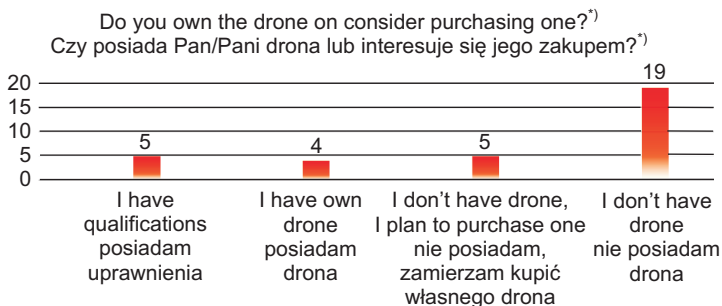 Do you own the drone on consider purchasing one?*)
Czy posiada Pan/Pani drona lub interesuje się jego zakupem?*)
20
15
10
5
0
5
4
5
19
I have
qualifications
posiadam
uprawnienia
I have own
drone
posiadam
drona
I don't have drone,
I plan to purchase one
nie posiadam,
zamierzam kupić
własnego drona
I don't have
drone
nie posiadam
drona